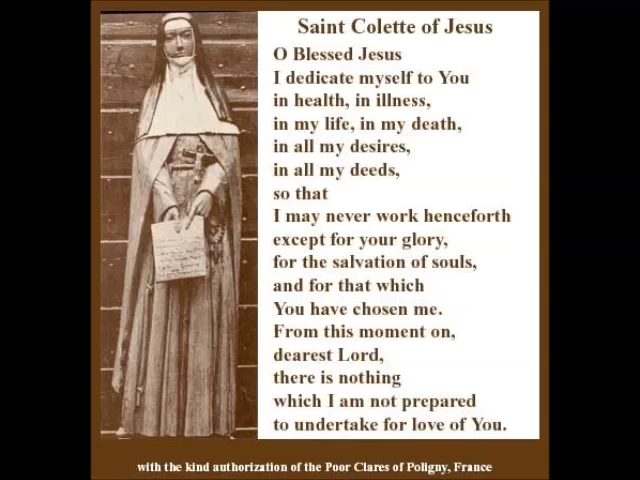 Saint Colette of Jesus
O Blessed Jesus
I dedicate myself to You
in health, in illness,
in my life, in my death,
in all my desires,
in all my deeds,
so that
I may never work henceforth
except for your glory,
for the salvation of souls,
and for that which
You have chosen me.
From this moment on,
dearest Lord,
there is nothing
which I am not prepared
to undertake for love of You.
with the kind authorization of the Poor Clares of Poligny, France